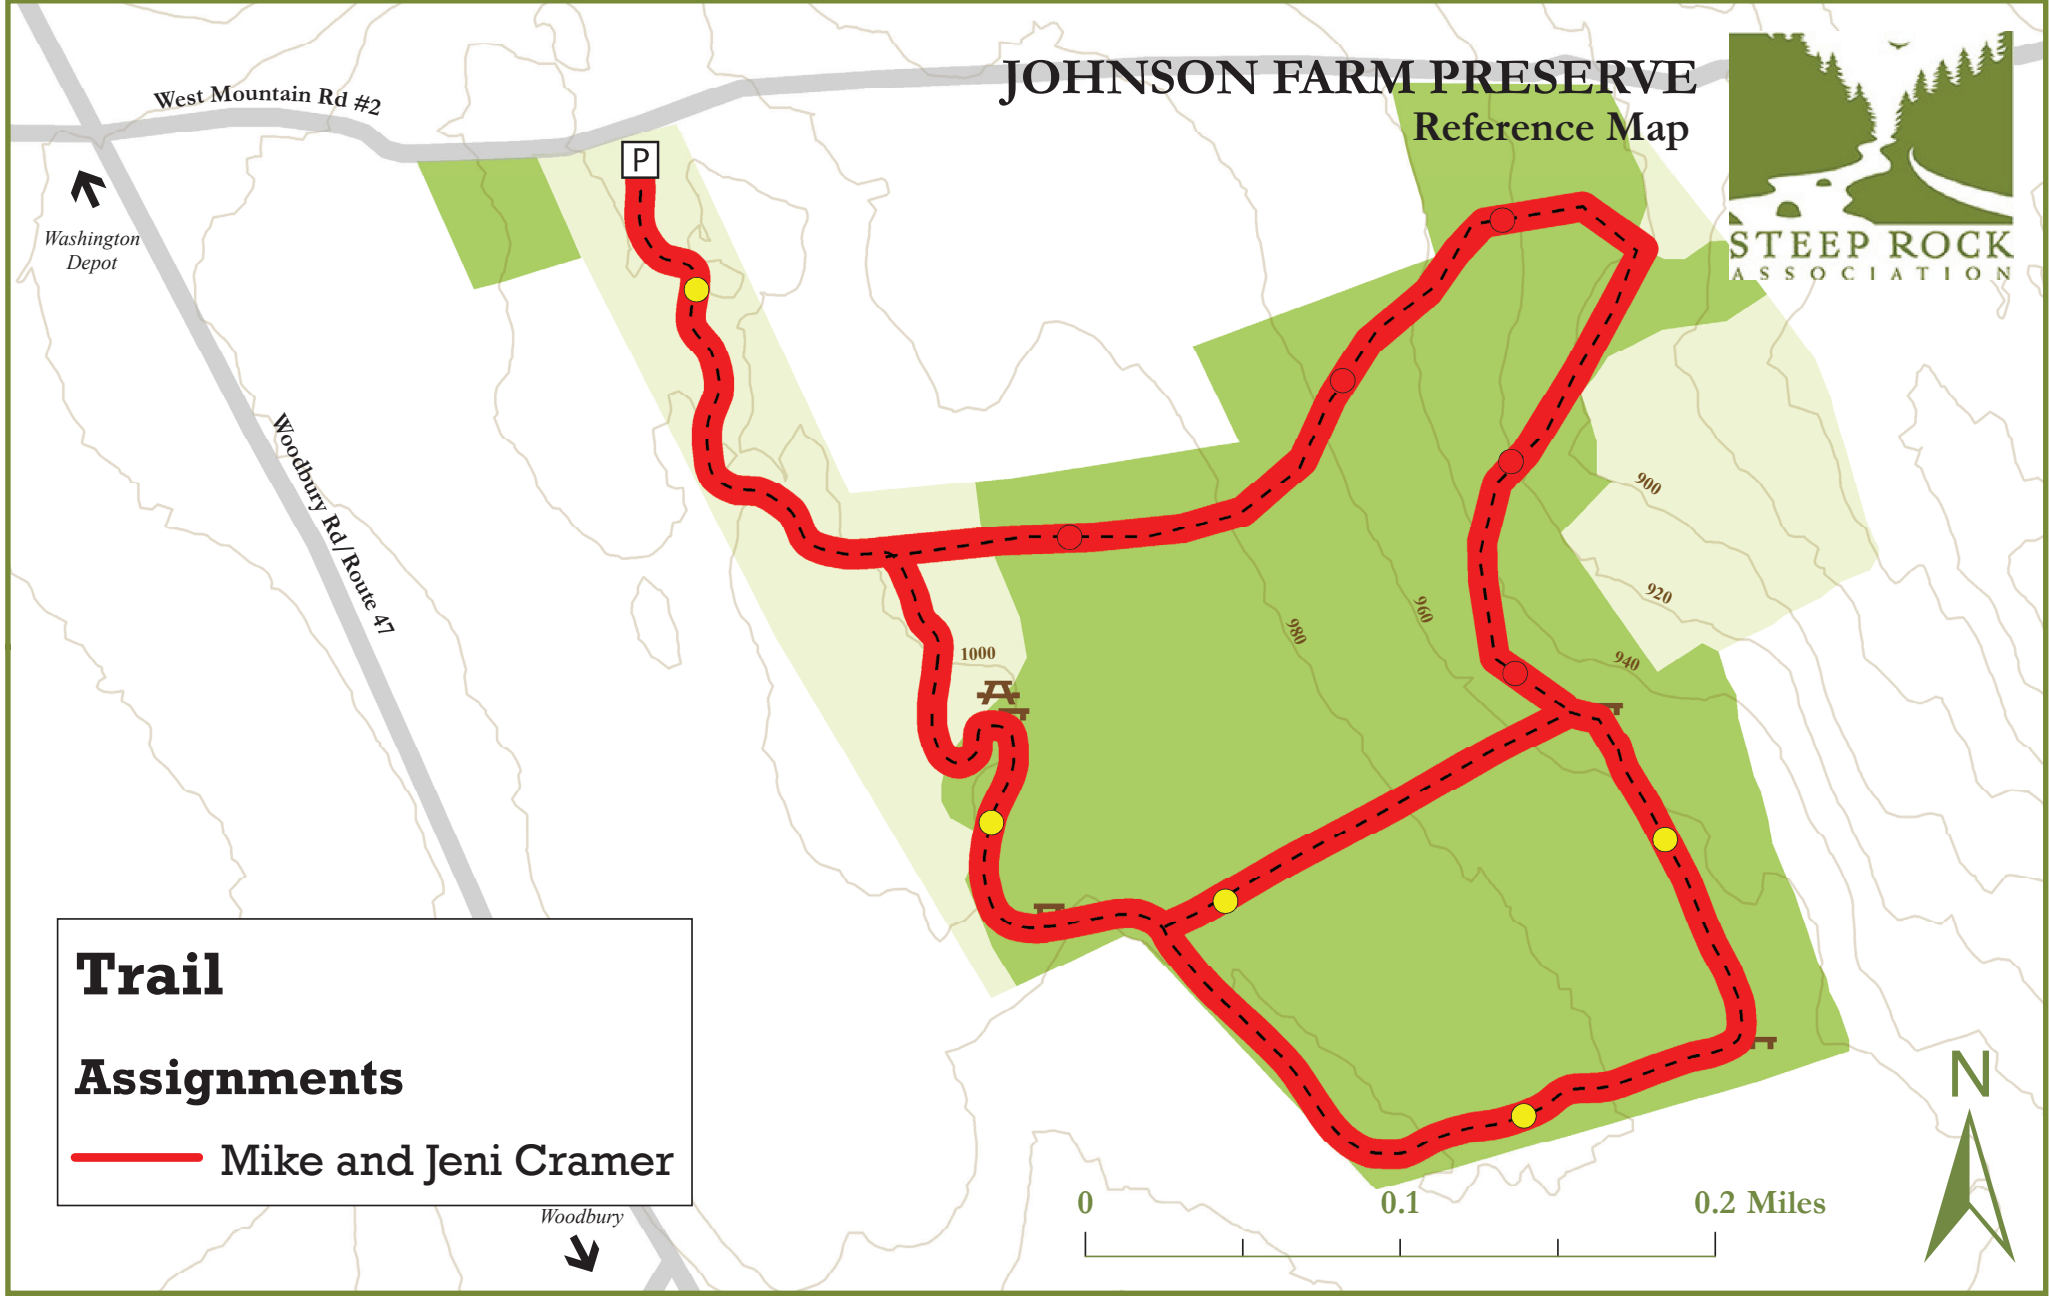 JOHNSON FARM PRESERVE
Reference Map
STEEP ROCK
ASSOCIATION
West Mountain Rd #2
P
Washington
Depot
Woodbury Rd/Route 47
900
920
940
960
980
1000
Trail
Assignments
Mike and Jeni Cramer
Woodbury
0 0.1 0.2 Miles
N